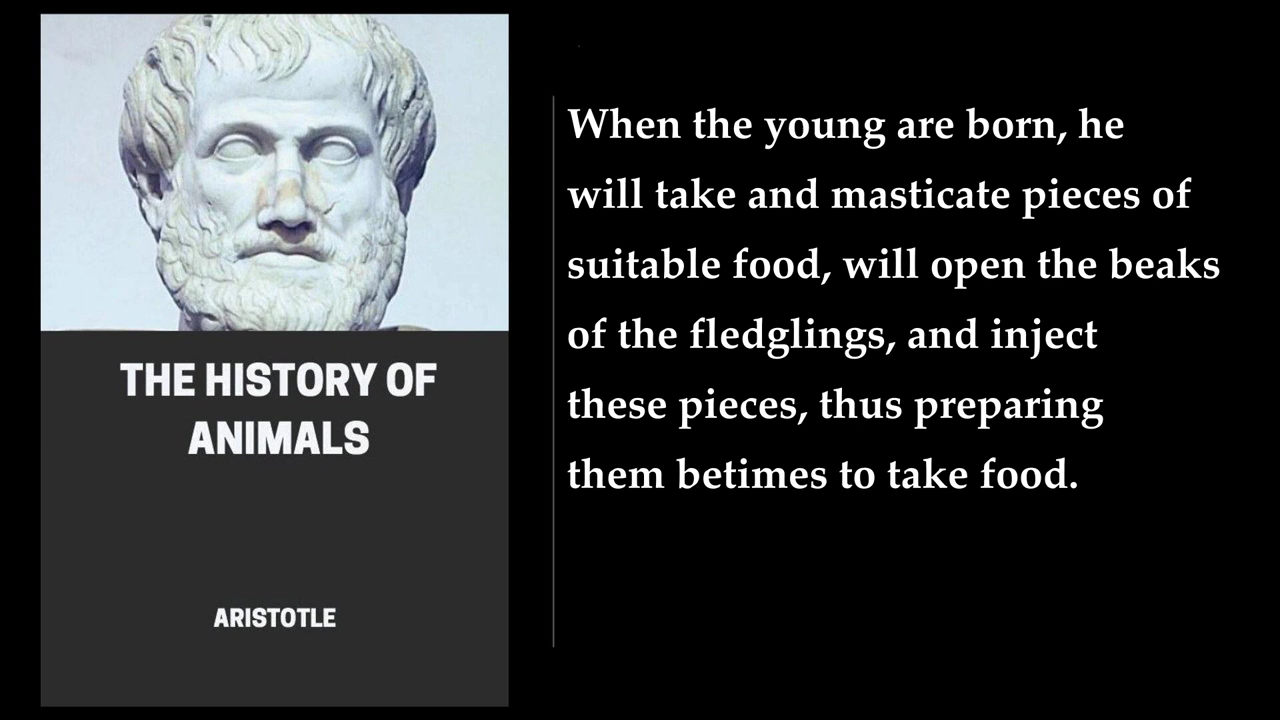 THE HISTORY OF
ANIMALS
ARISTOTLE
When the young are born, he
will take and masticate pieces of
suitable food, will open the beaks
of the fledglings, and inject
these pieces, thus preparing
them betimes to take food.